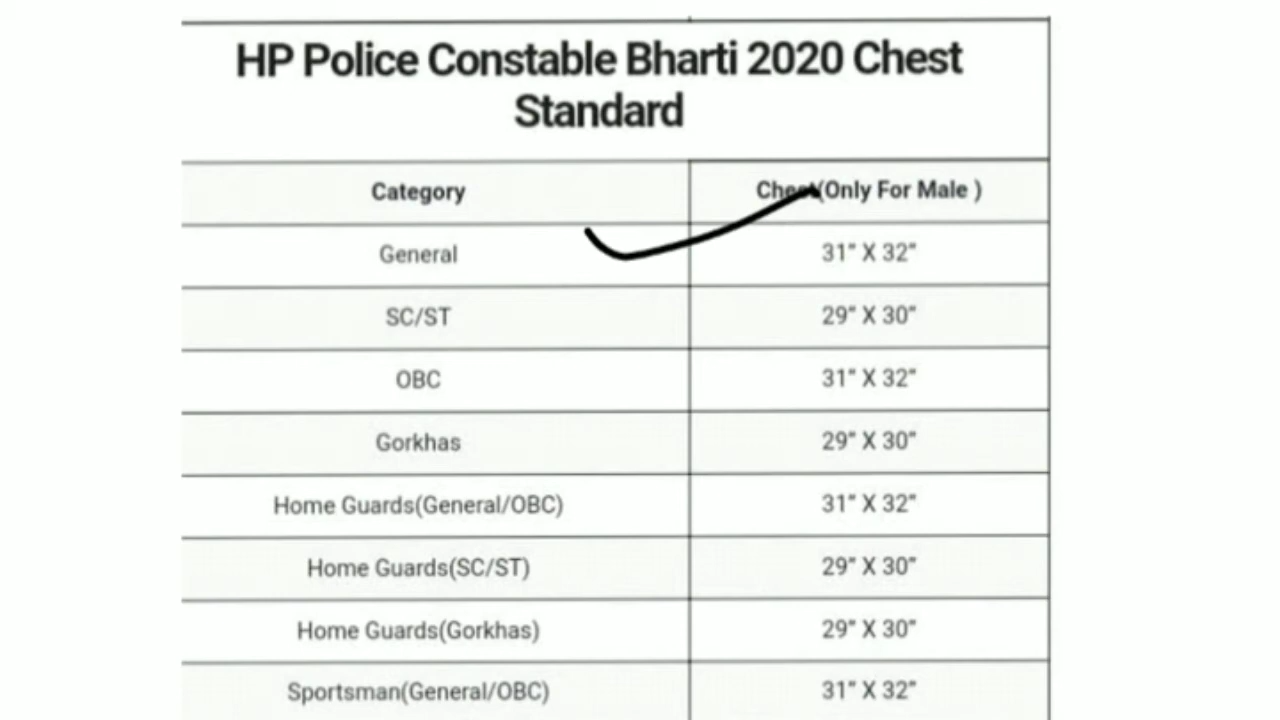 HP Police Constable Bharti 2020 Chest
Standard
Category Chest(Only For Male )
General 31” X 32”
SC/ST 29” X 30”
OBC 31” X 32”
Gorkhas 29” X 30”
Home Guards(General/OBC) 31” X 32”
Home Guards(SC/ST) 29” X 30”
Home Guards(Gorkhas) 29” X 30”
Sportsman(General/OBC) 31” X 32”